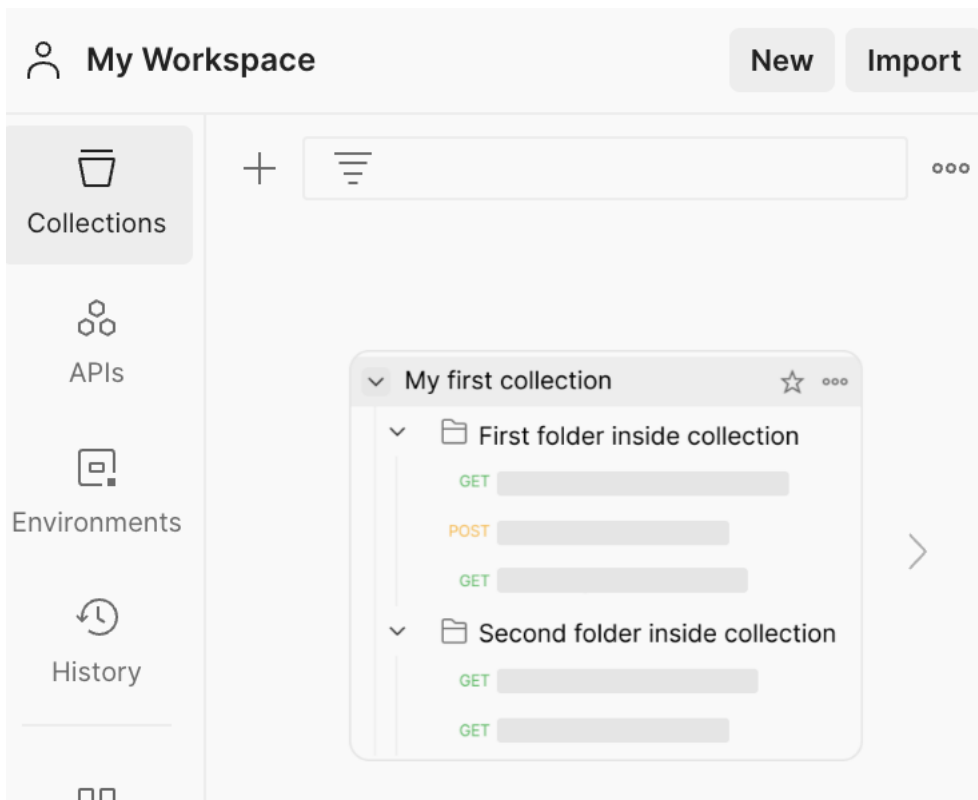 My Workspace
New
Import
Collections
APIs
Environments
History
My first collection
First folder inside collection
GET
POST
GET
Second folder inside collection
GET
GET